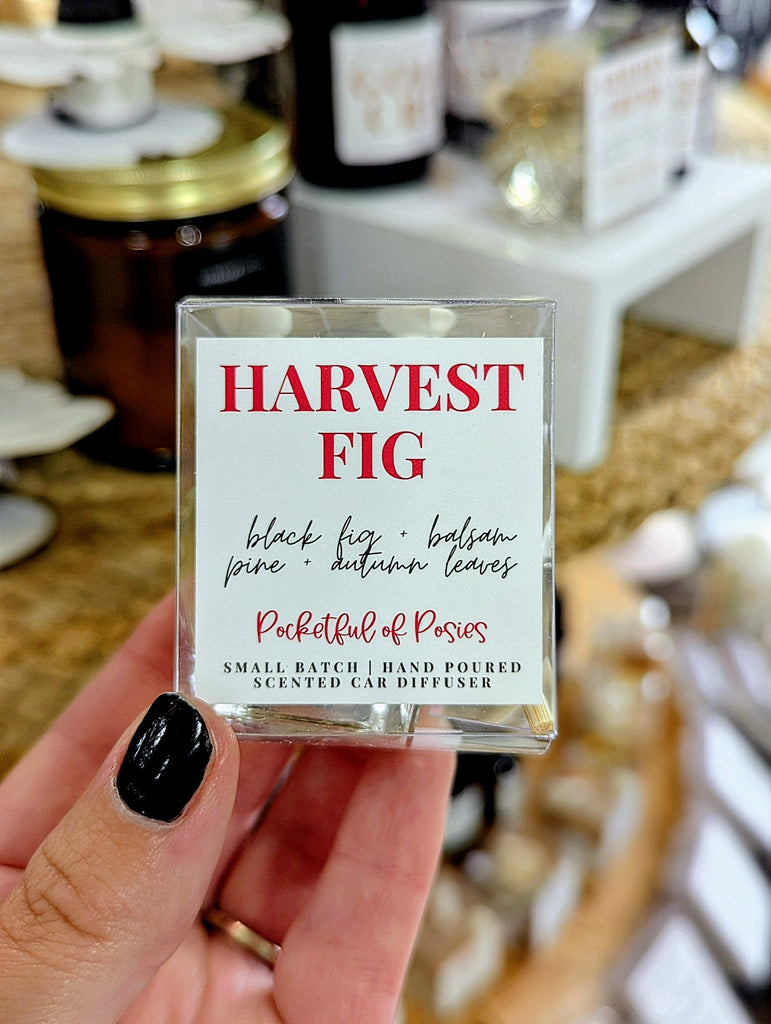 HARVEST
FIG
black fig + balsam
pine + autumn leaves
Pocketful of Posies
SMALL BATCH | HAND POURED
SCENTED CAR DIFFUSER